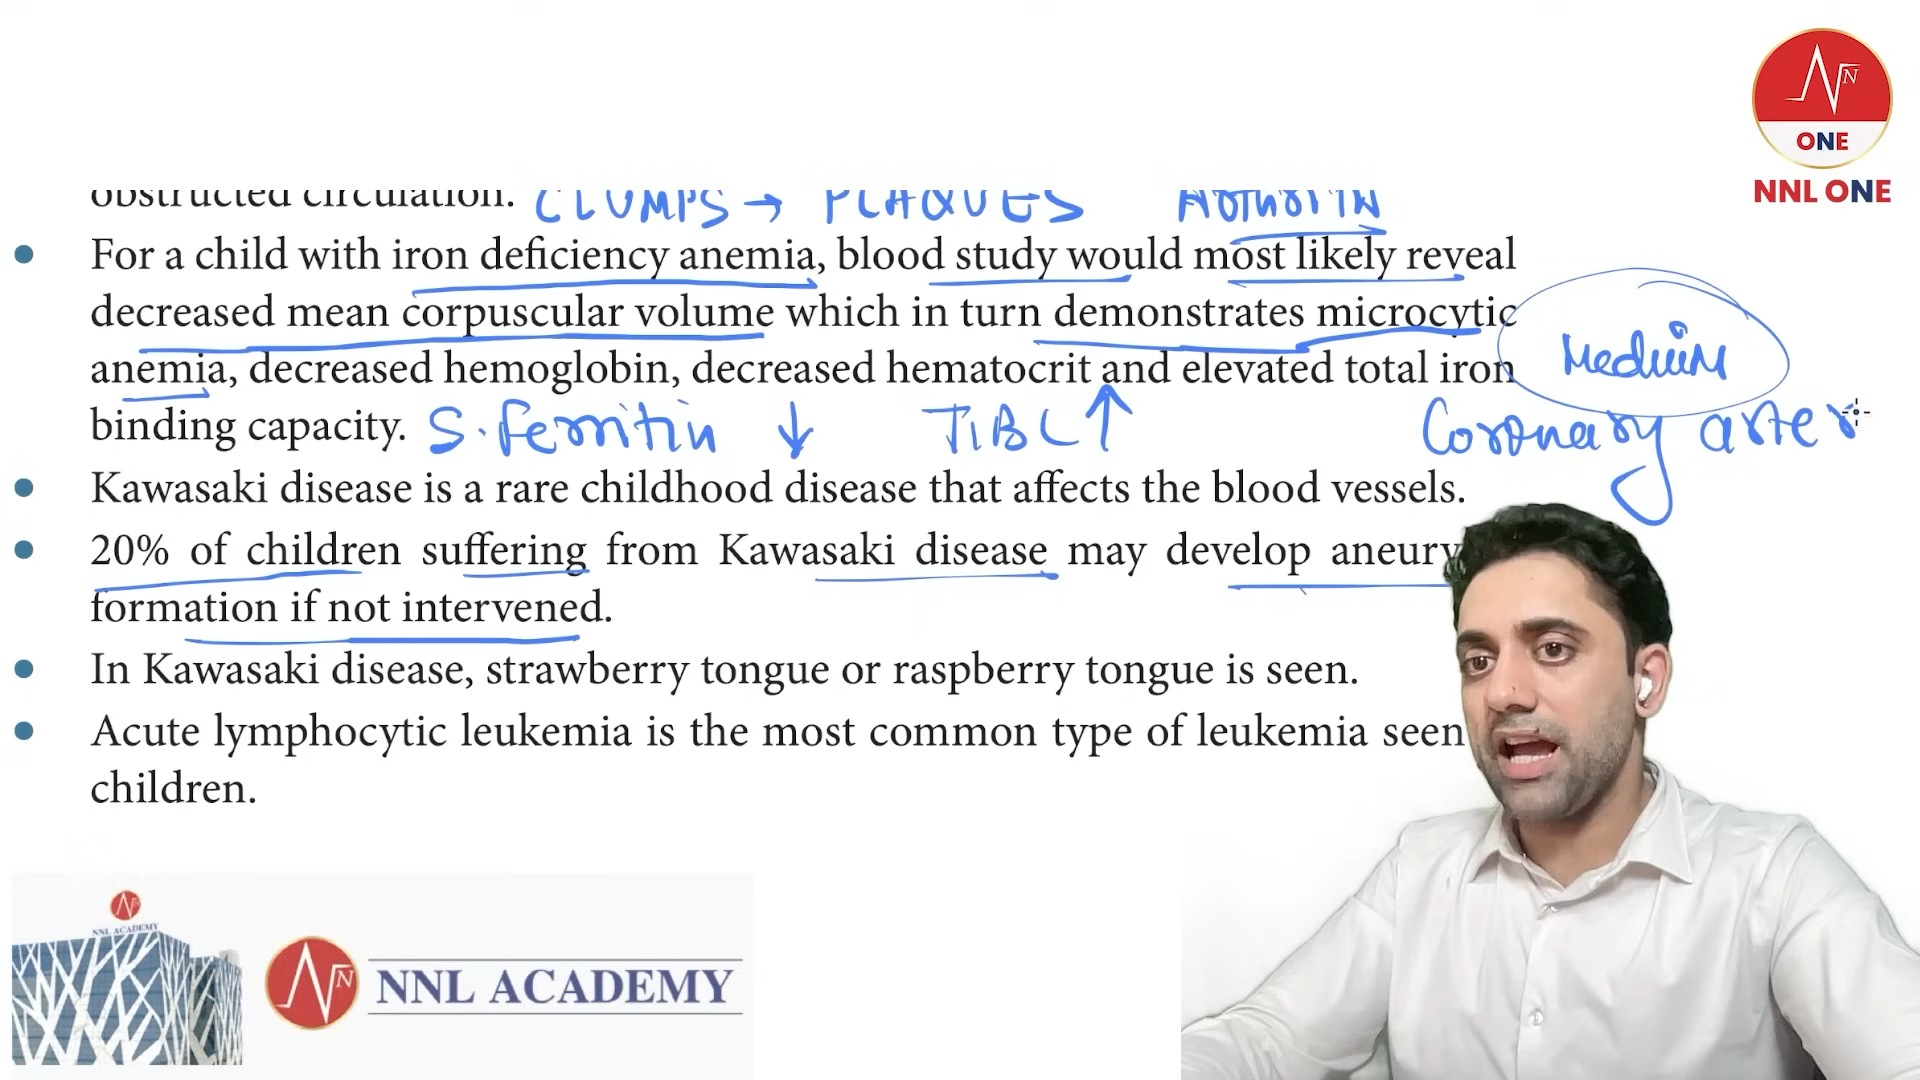 N
ONE
NNL ONE
obstructed circulation. CLUMPS → PLAQUES
For a child with iron deficiency anemia, blood study would most likely reveal
decreased mean corpuscular volume which in turn demonstrates microcytic
anemia, decreased hemoglobin, decreased hematocrit and elevated total iron
Medium
binding capacity. S. Ferritin ↓ TIBC ↑
Coronary arter
Kawasaki disease is a rare childhood disease that affects the blood vessels.
20% of children suffering from Kawasaki disease may develop aneury
formation if not intervened.
In Kawasaki disease, strawberry tongue or raspberry tongue is seen.
Acute lymphocytic leukemia is the most common type of leukemia seen
children.
NNL ACADEMY
N
NNL ACADEMY